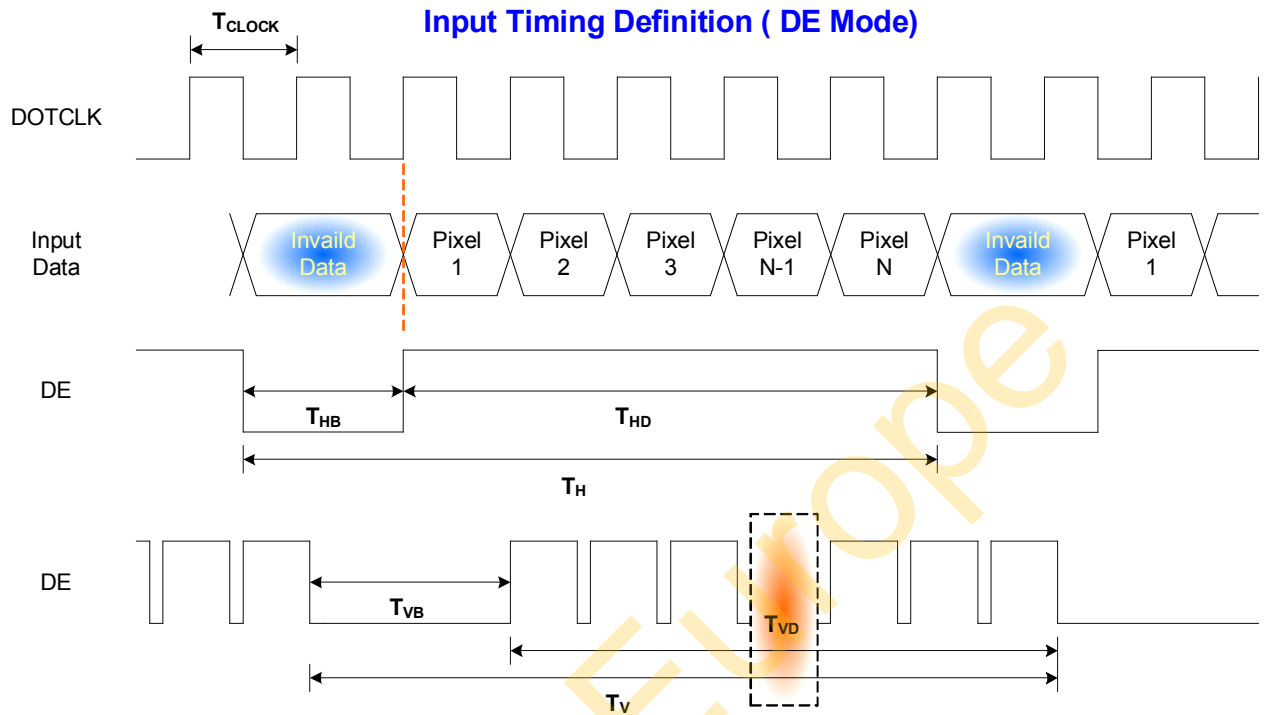 Input Timing Definition ( DE Mode)
TCLOCK
DOTCLK
Input
Data
Invaild
Data
Pixel
1
Pixel
2
Pixel
3
Pixel
N-1
Pixel
N
Invaild
Data
Pixel
1
DE
THB
THD
TH
DE
TVB
TVD
TV
Europe